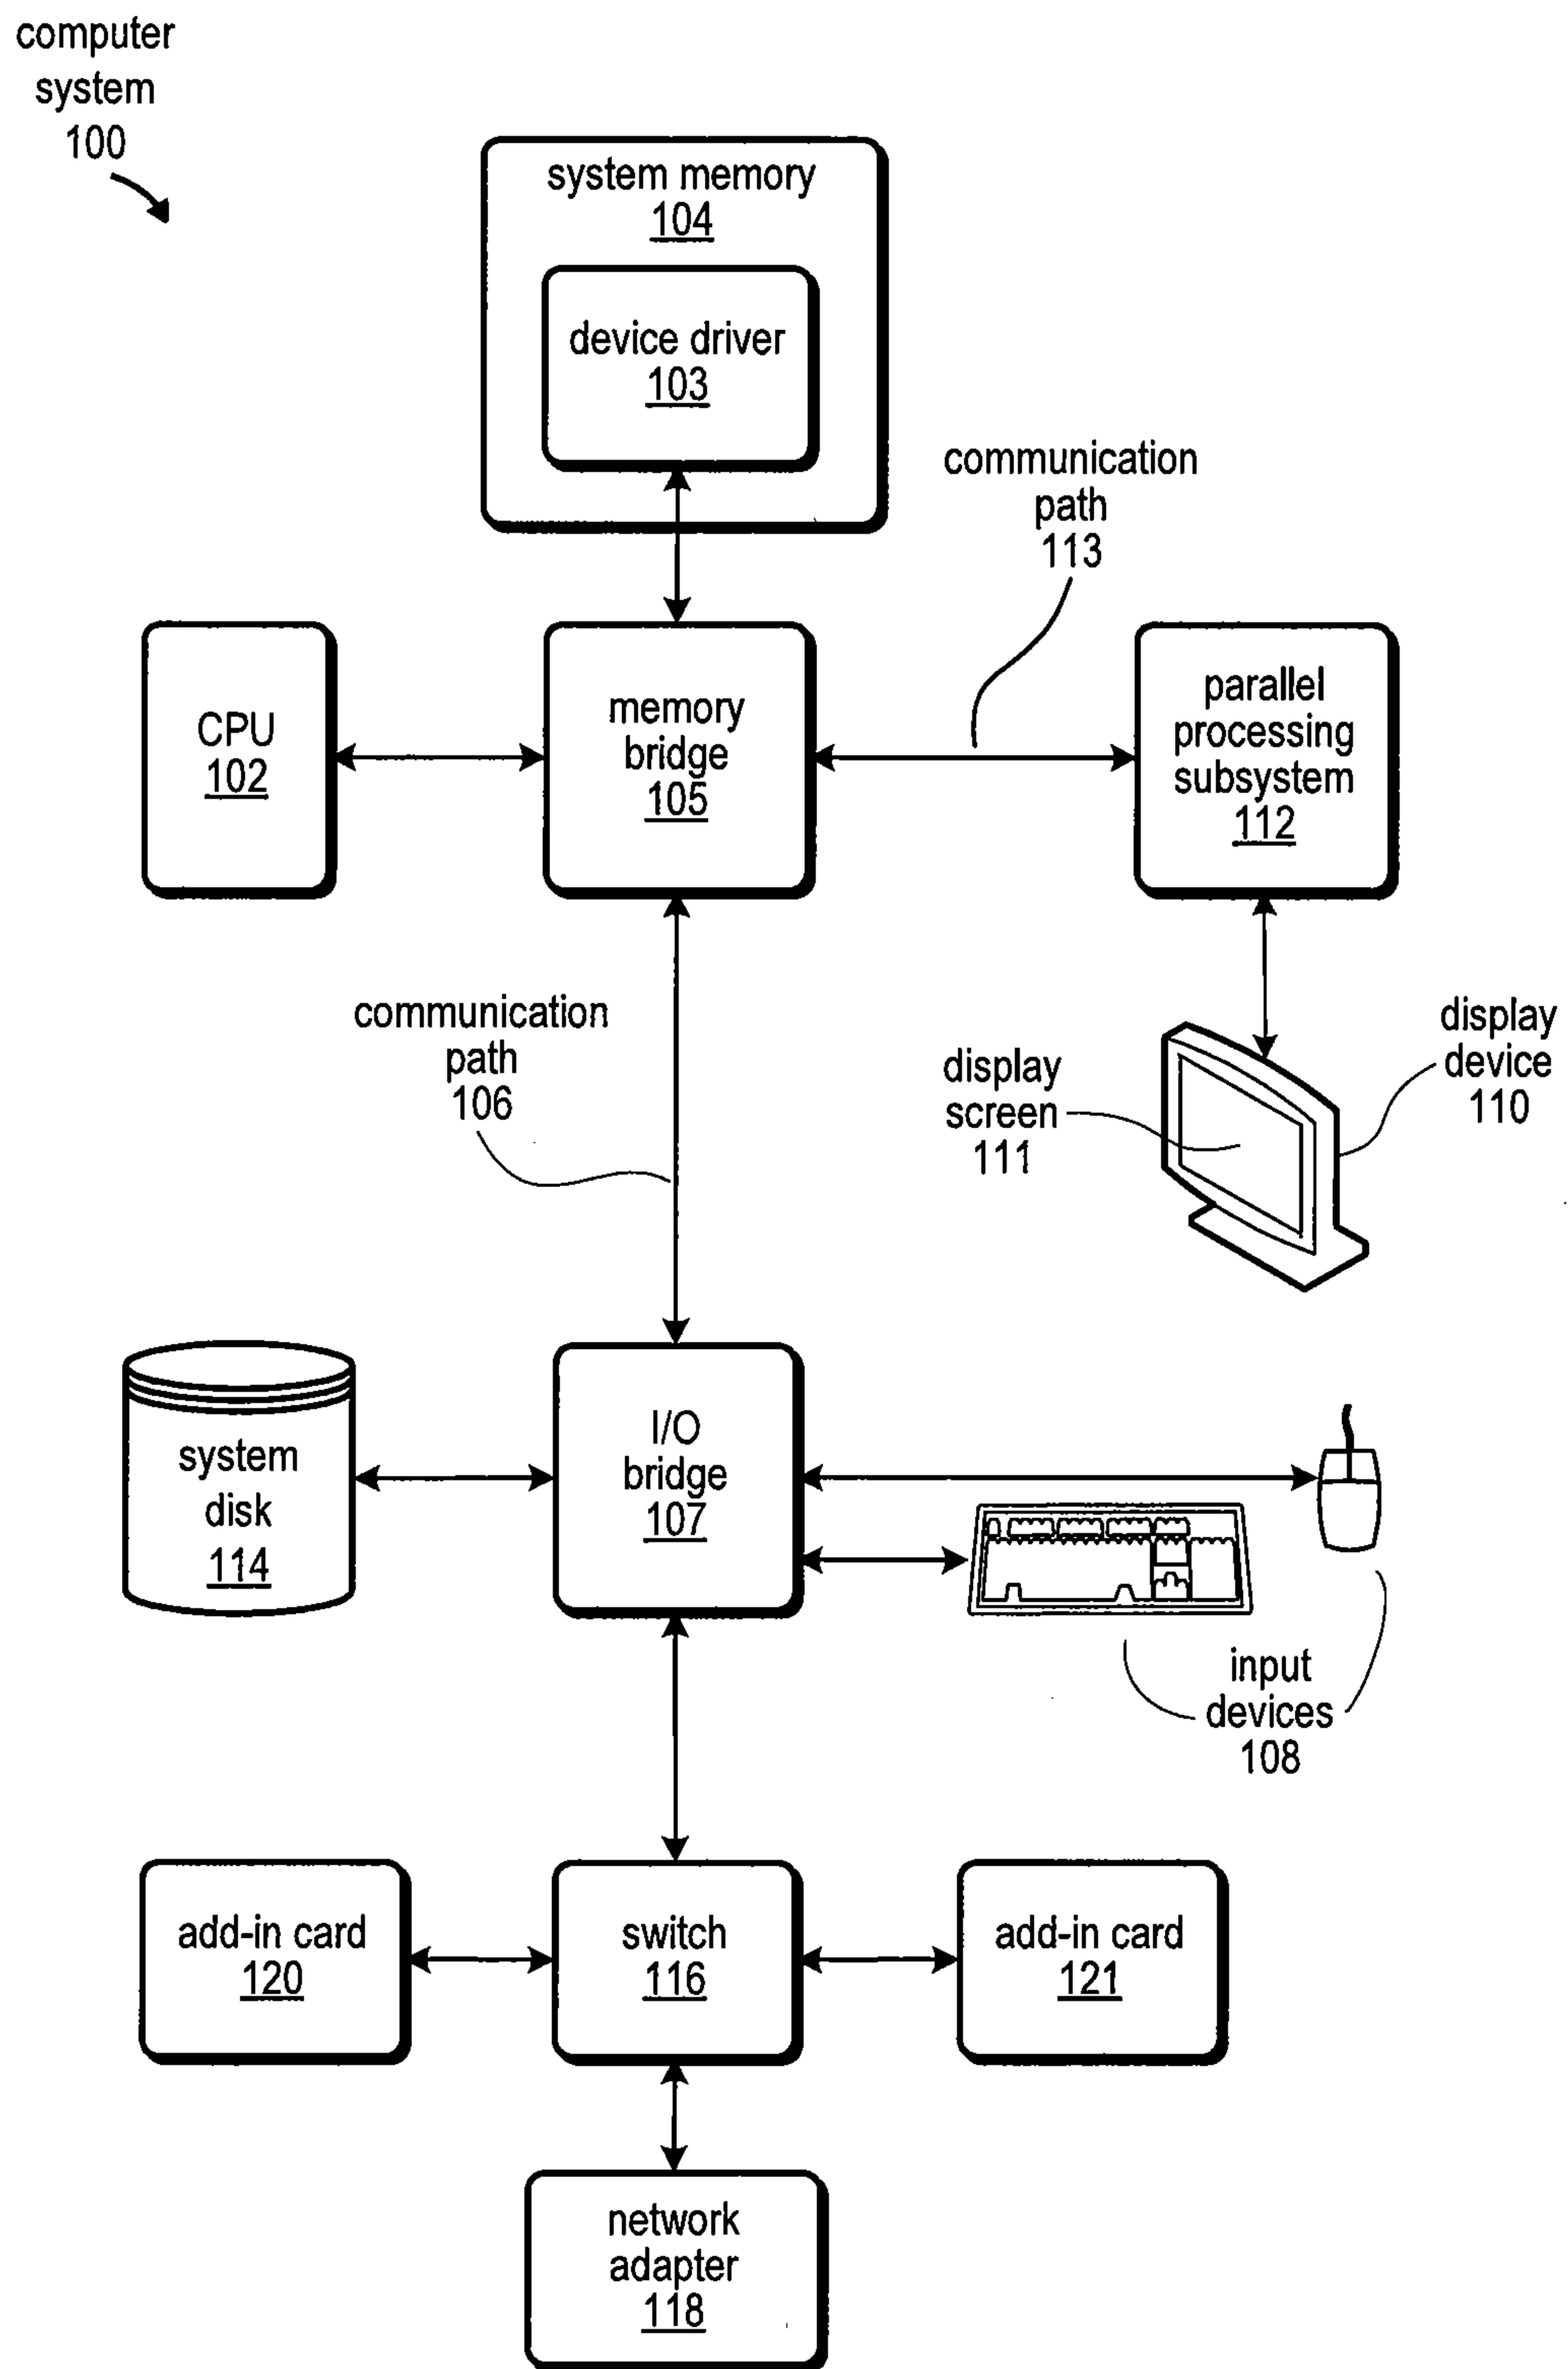 computer
system
100
system memory
104
device driver
103
communication
path
113
CPU
102
memory
bridge
105
parallel
processing
subsystem
112
communication
path
106
display
screen
111
display
device
110
system
disk
114
I/O
bridge
107
input
devices
108
add-in card
120
switch
116
add-in card
121
network
adapter
118